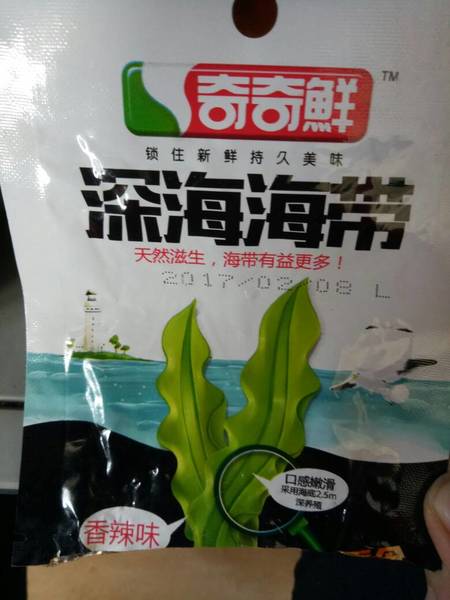 奇奇鮮 TM
锁住新鲜持久美味
深海海带
天然滋生，海带有益更多！
2017/02/08 L
口感嫩滑
采用海底2.5m
深养殖
香辣味